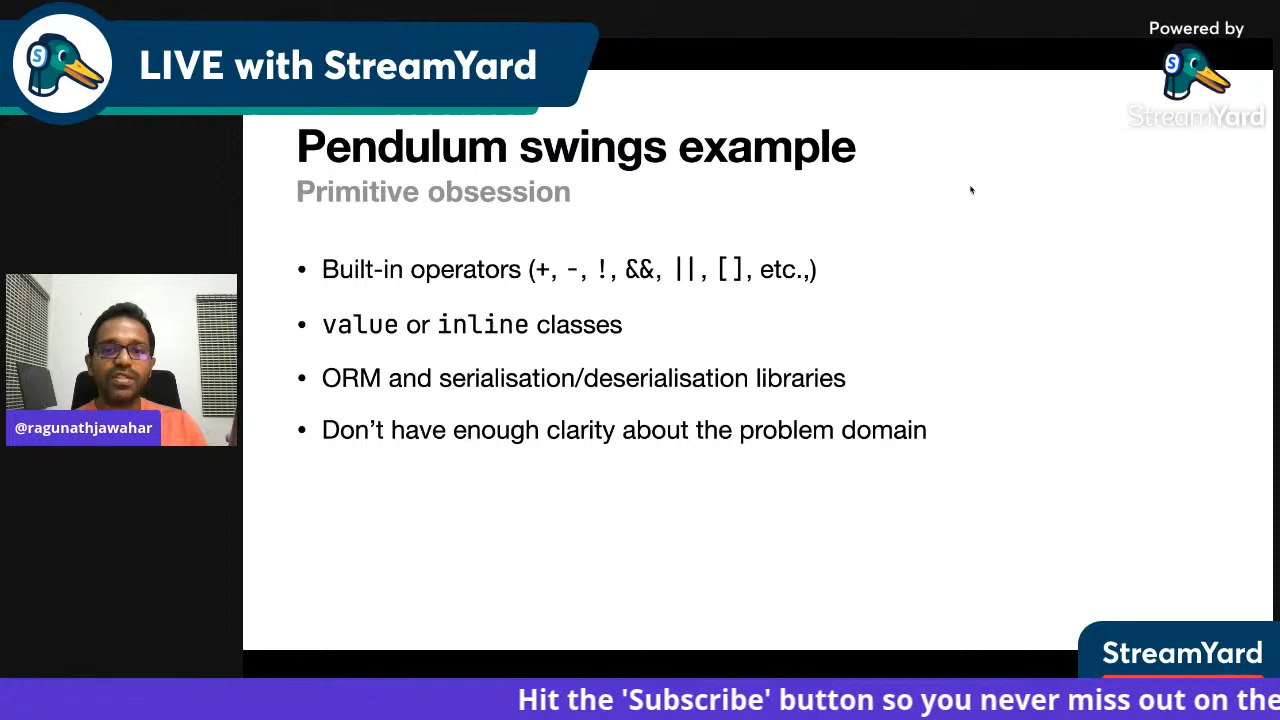 LIVE with StreamYard
Powered by
StreamYard
Pendulum swings example
Primitive obsession
• Built-in operators (+, -, !, &&, ||, [], etc.,)
• value or inline classes
• ORM and serialisation/deserialisation libraries
• Don’t have enough clarity about the problem domain
@ragunathjawahar
StreamYard
Hit the 'Subscribe' button so you never miss out on the